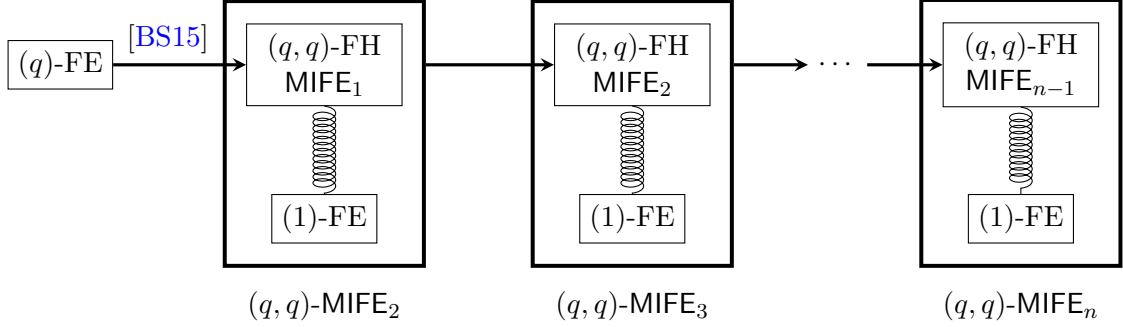 [BS15]
(q)-FE
(q, q)-FH
MIFE₁
(1)-FE
(q, q)-MIFE₂
(q, q)-FH
MIFE₂
(1)-FE
(q, q)-MIFE₃
· · ·
(q, q)-FH
MIFEₙ₋₁
(1)-FE
(q, q)-MIFEₙ